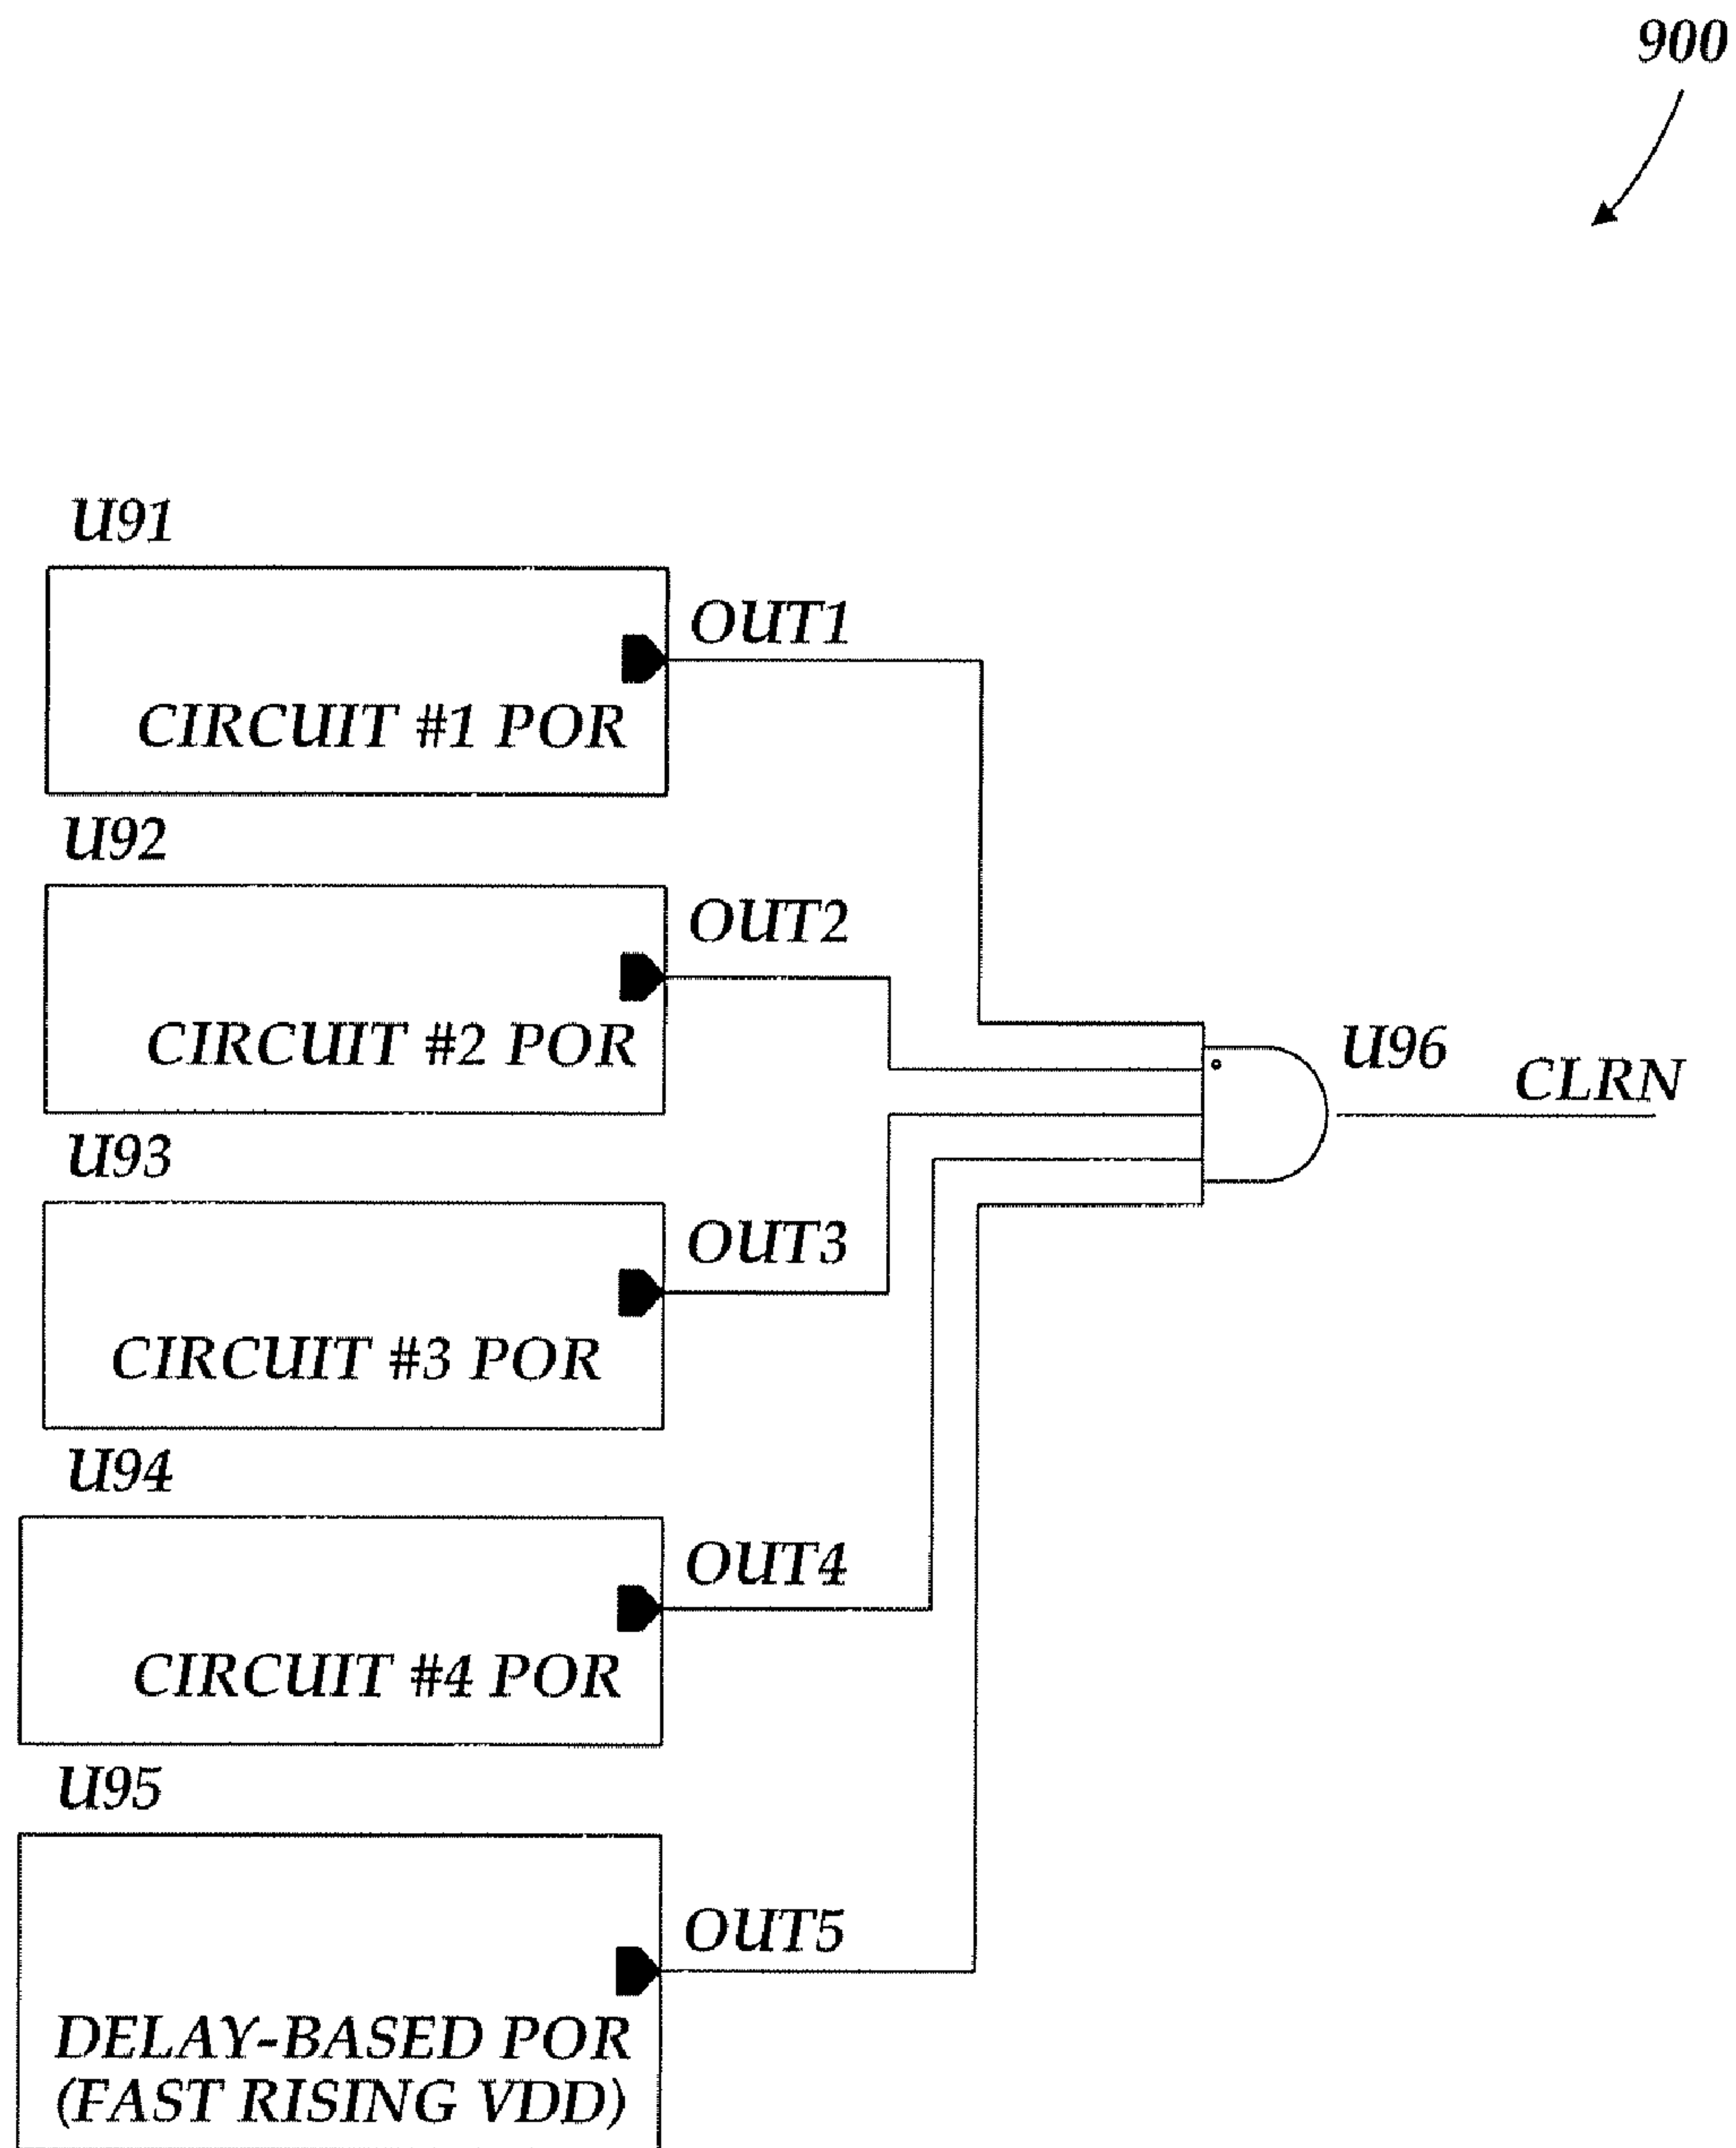 900
U91
OUT1
CIRCUIT #1 POR
U92
OUT2
CIRCUIT #2 POR
U96
CLRN
U93
OUT3
CIRCUIT #3 POR
U94
OUT4
CIRCUIT #4 POR
U95
OUT5
DELAY-BASED POR
(FAST RISING VDD)